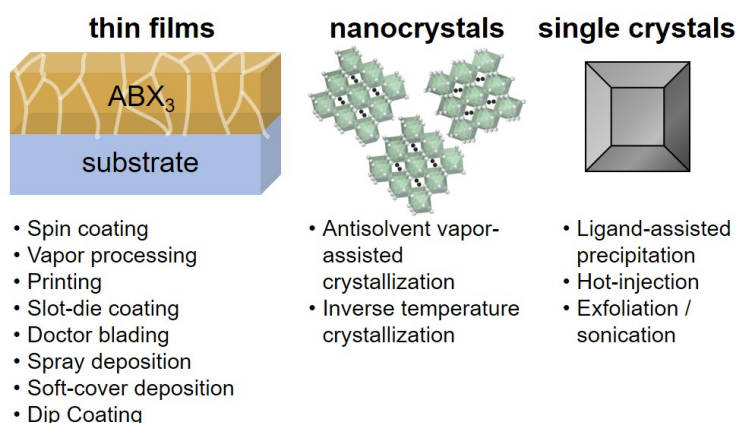 thin films
ABX₃
substrate
• Spin coating
• Vapor processing
• Printing
• Slot-die coating
• Doctor blading
• Spray deposition
• Soft-cover deposition
• Dip Coating
nanocrystals
• Antisolvent vapor-
assisted
crystallization
• Inverse temperature
crystallization
single crystals
• Ligand-assisted
precipitation
• Hot-injection
• Exfoliation /
sonication